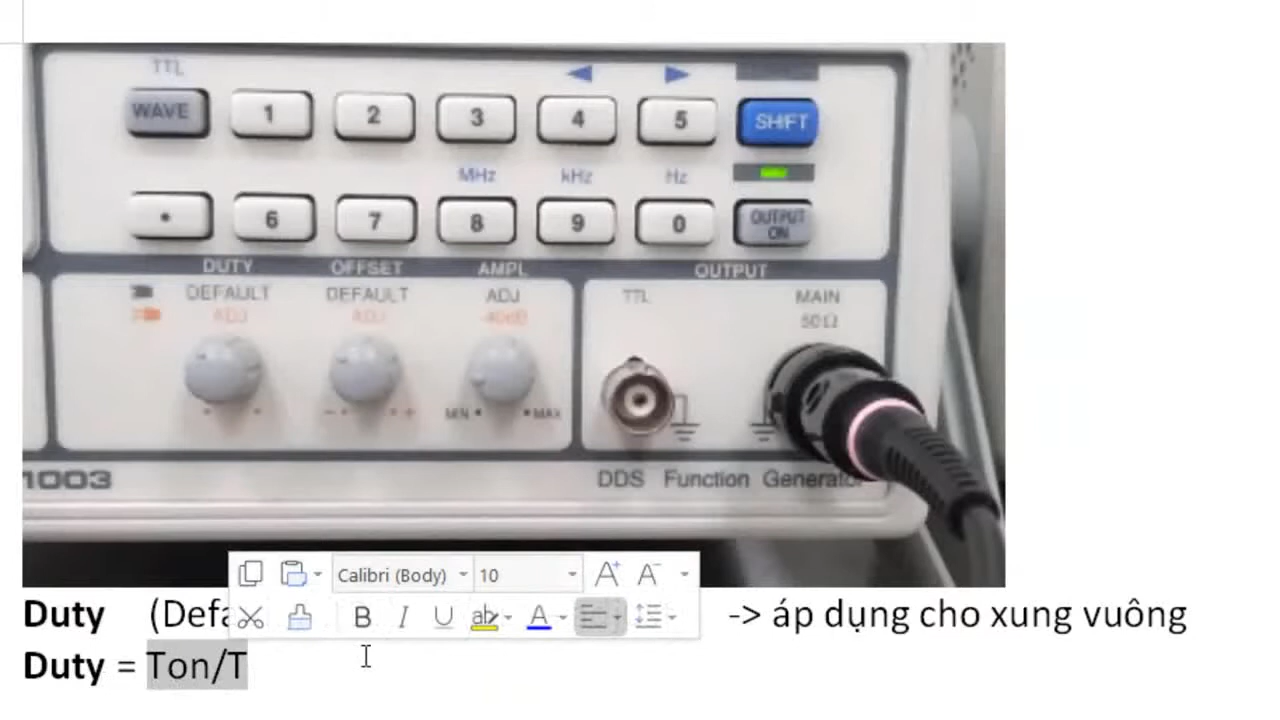 TTL
WAVE 1 2 3 4 5 SHIFT
MHz kHz Hz
. 6 7 8 9 0 OUTPUT ON
DUTY OFFSET AMPL OUTPUT
DEFAULT DEFAULT ADJ TTL MAIN
ADJ ADJ -40dB 50Ω
- + MIN MAX
1003
DDS Function Generator
Calibri (Body) 10 A+ A-
B I U ab A
Duty (Defa -> áp dụng cho xung vuông
Duty = Ton/T